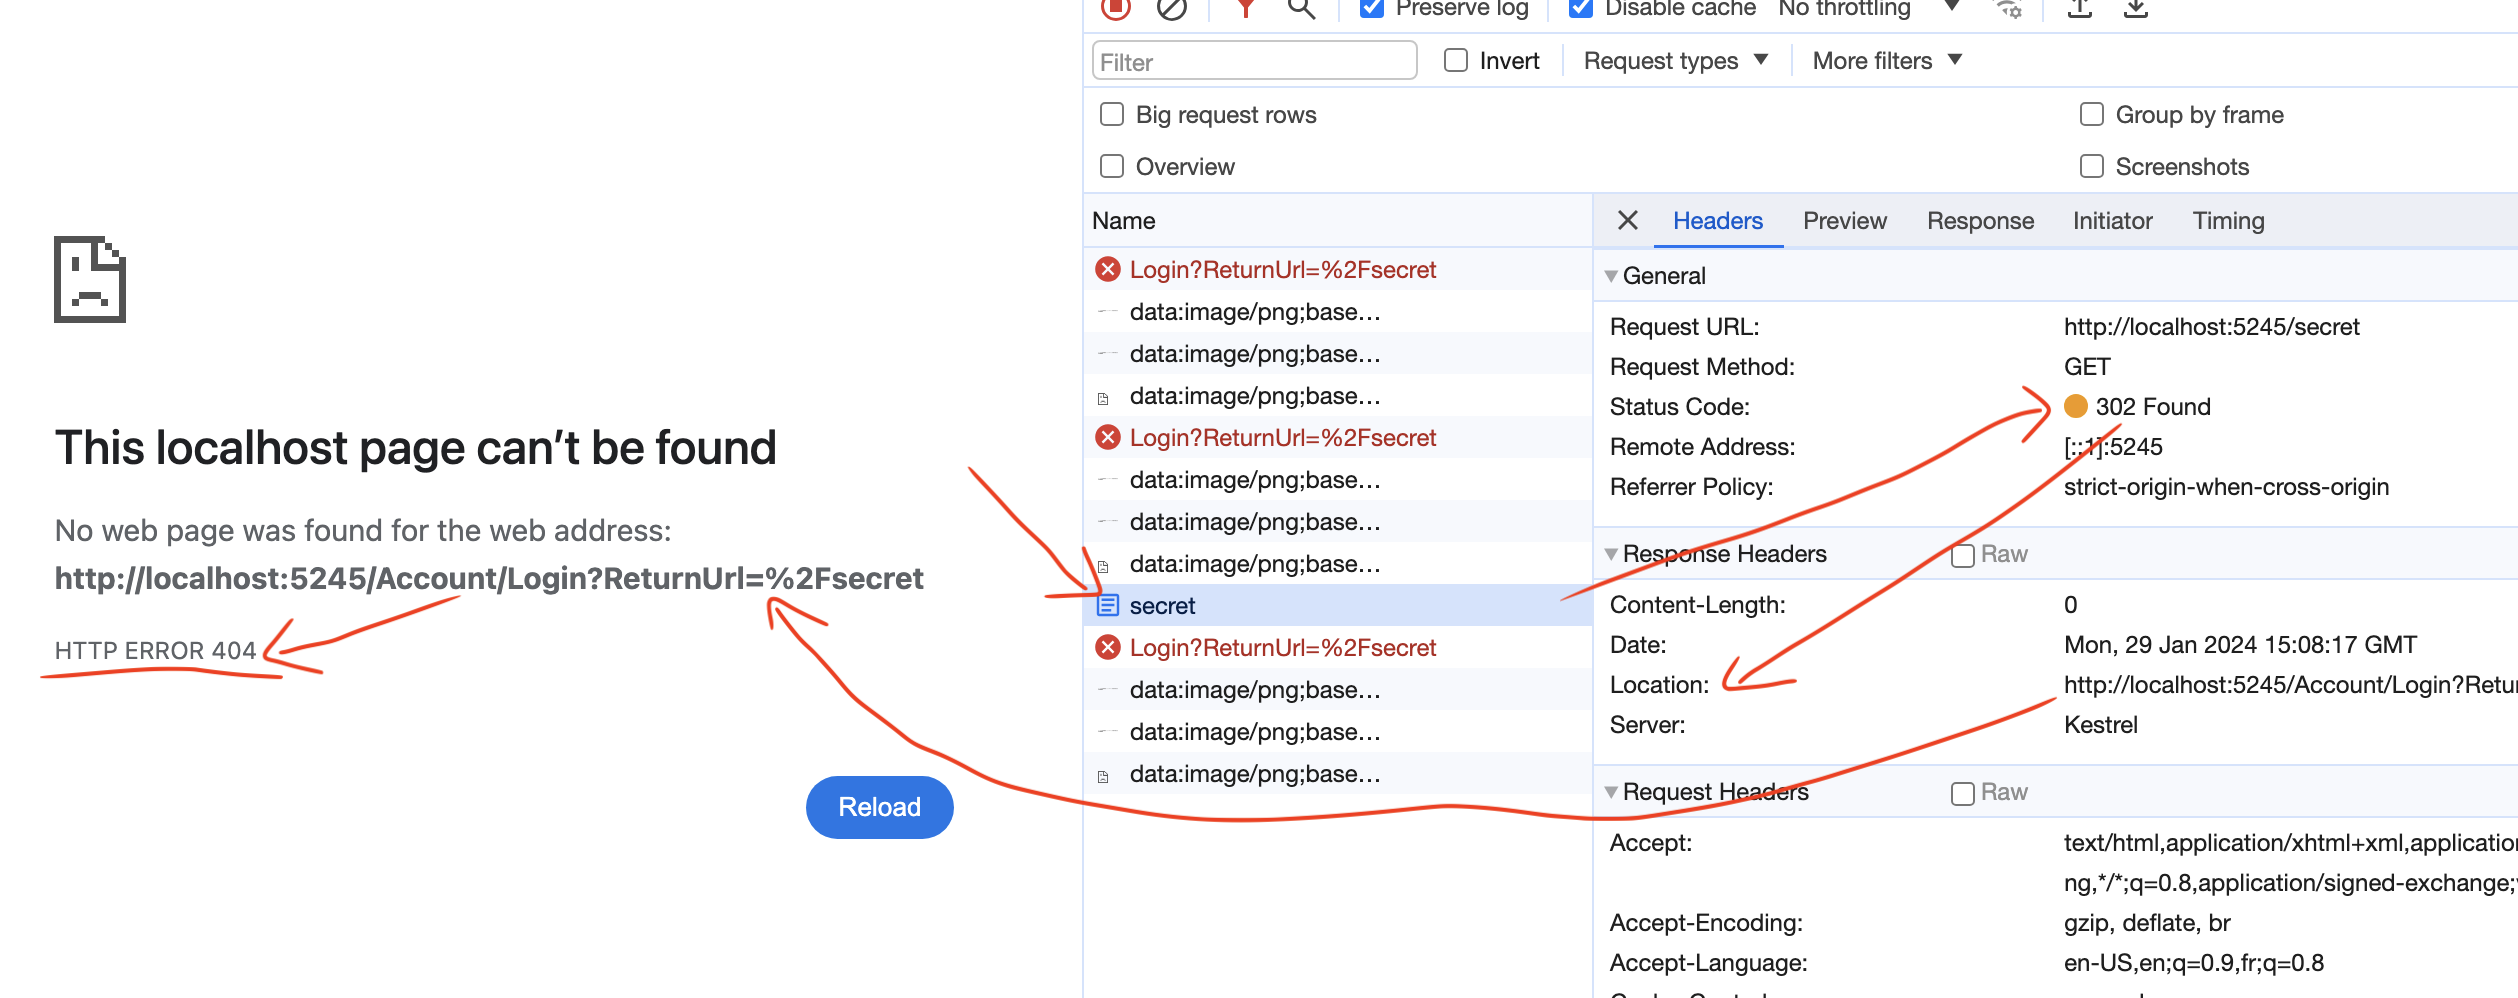 Preserve log
Disable cache
No throttling
Filter
Invert
Request types
More filters
Big request rows
Group by frame
Overview
Screenshots
This localhost page can’t be found
No web page was found for the web address:
http://localhost:5245/Account/Login?ReturnUrl=%2Fsecret
HTTP ERROR 404
Reload
Name
Login?ReturnUrl=%2Fsecret
data:image/png;base…
data:image/png;base…
data:image/png;base…
Login?ReturnUrl=%2Fsecret
data:image/png;base…
data:image/png;base…
data:image/png;base…
secret
Login?ReturnUrl=%2Fsecret
data:image/png;base…
data:image/png;base…
data:image/png;base…
Headers
Preview
Response
Initiator
Timing
General
Request URL: http://localhost:5245/secret
Request Method: GET
Status Code: 302 Found
Remote Address: [::1]:5245
Referrer Policy: strict-origin-when-cross-origin
Response Headers
Raw
Content-Length: 0
Date: Mon, 29 Jan 2024 15:08:17 GMT
Location: http://localhost:5245/Account/Login?Retu
Server: Kestrel
Request Headers
Raw
Accept: text/html,application/xhtml+xml,applicatio
ng,*/*;q=0.8,application/signed-exchange;
Accept-Encoding: gzip, deflate, br
Accept-Language: en-US,en;q=0.9,fr;q=0.8